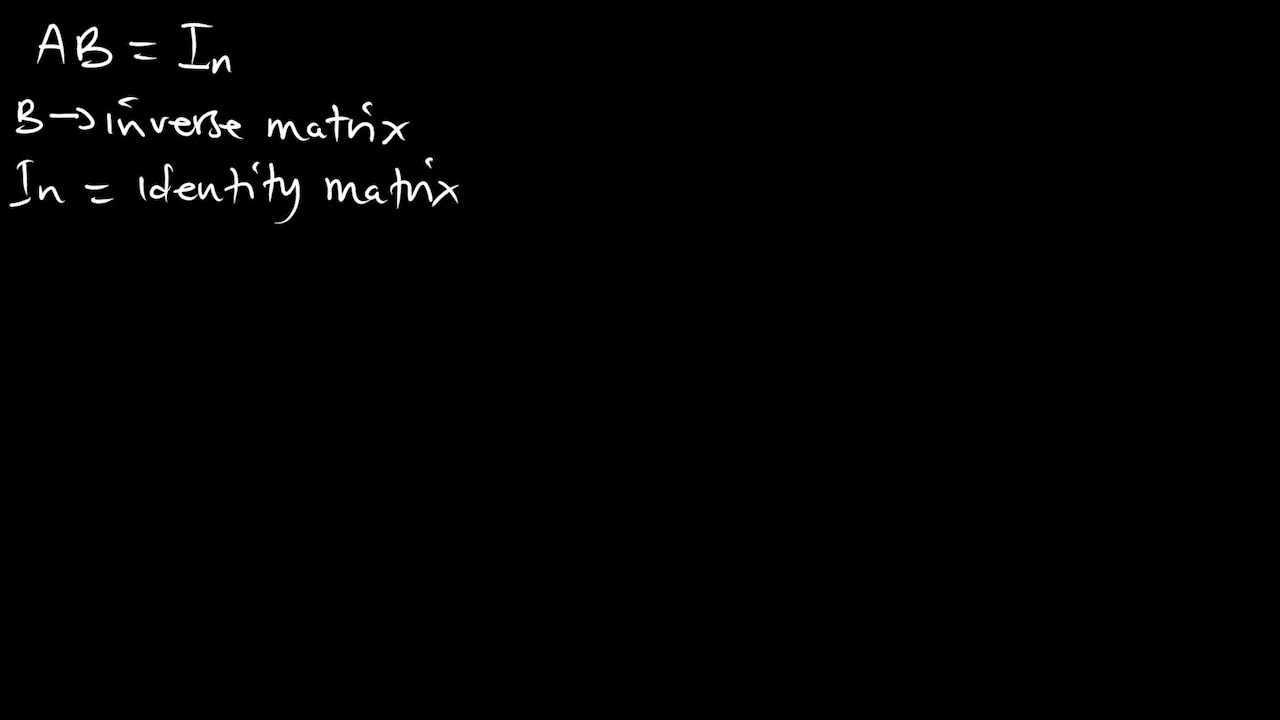 AB = In
B → inverse matrix
In = identity matrix